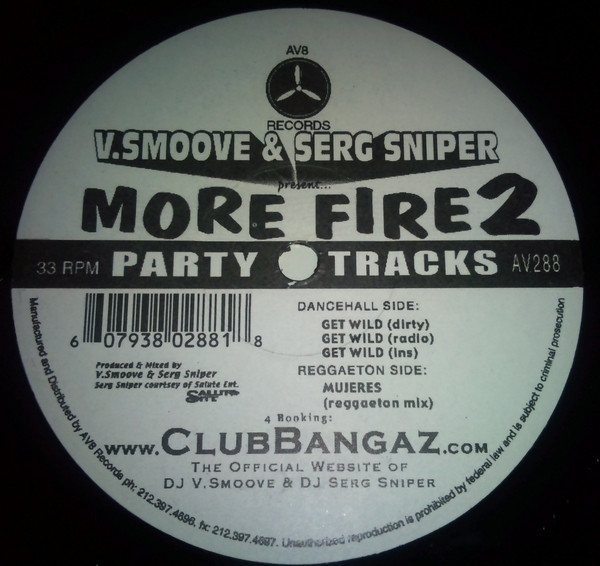 AV8
RECORDS
V.SMOOVE & SERG SNIPER
present...
MORE FIRE 2
33 RPM PARTY TRACKS AV288
6 07938 02881 8
Produced & Mixed by
V.Smoove & Serg Sniper
Serg Sniper courtsey of Salute Ent.
DANCEHALL SIDE:
GET WILD (dirty)
GET WILD (radio)
GET WILD (ins)
REGGAETON SIDE:
MUJERES
(reggaeton mix)
4 Booking:
www.CLUBBANGAZ.com
THE OFFICIAL WEBSITE OF
DJ V.SMOOVE & DJ SERG SNIPER
Manufactured and Distributed by AV8 Records ph: 212.397.4696. fx: 212.397.4697. Unauthorized reproduction is prohibited by federal law and is subject to criminal prosecution